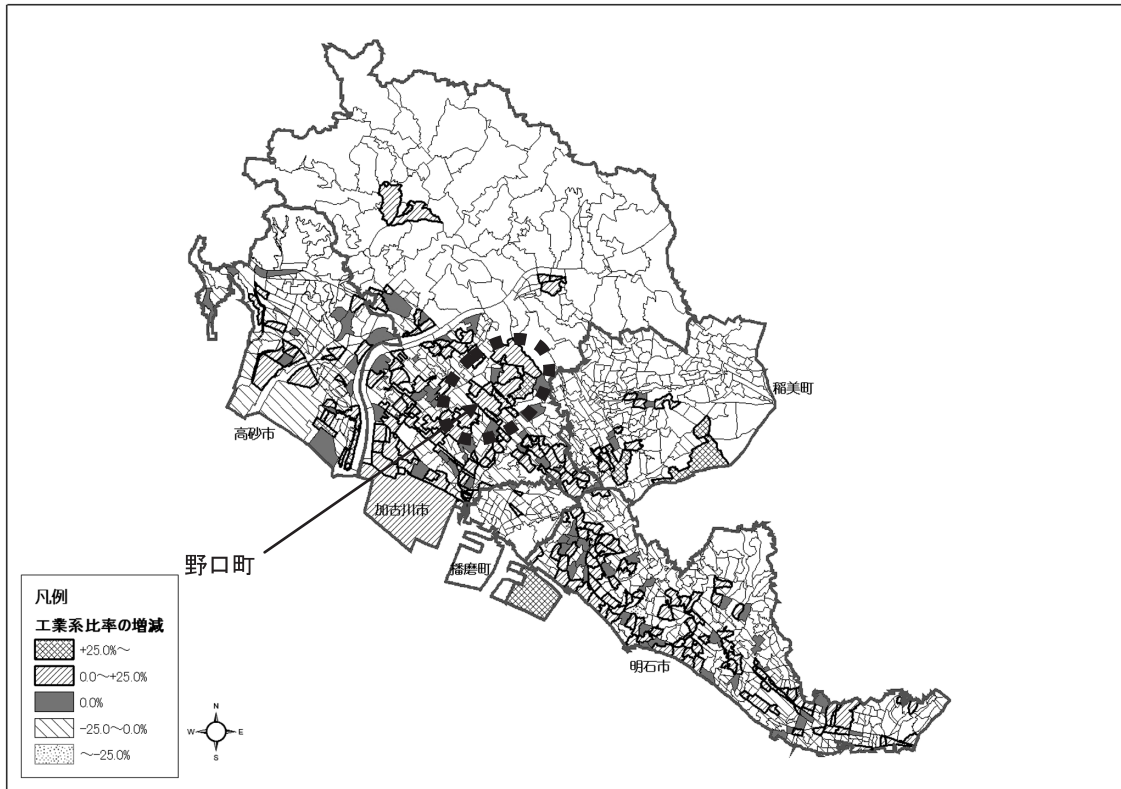 稲美町
高砂市
加古川市
野口町
播磨町
明石市
凡例
工業系比率の増減
+25.0%～
0.0～+25.0%
0.0%
-25.0～0.0%
～-25.0%
N
W E
S